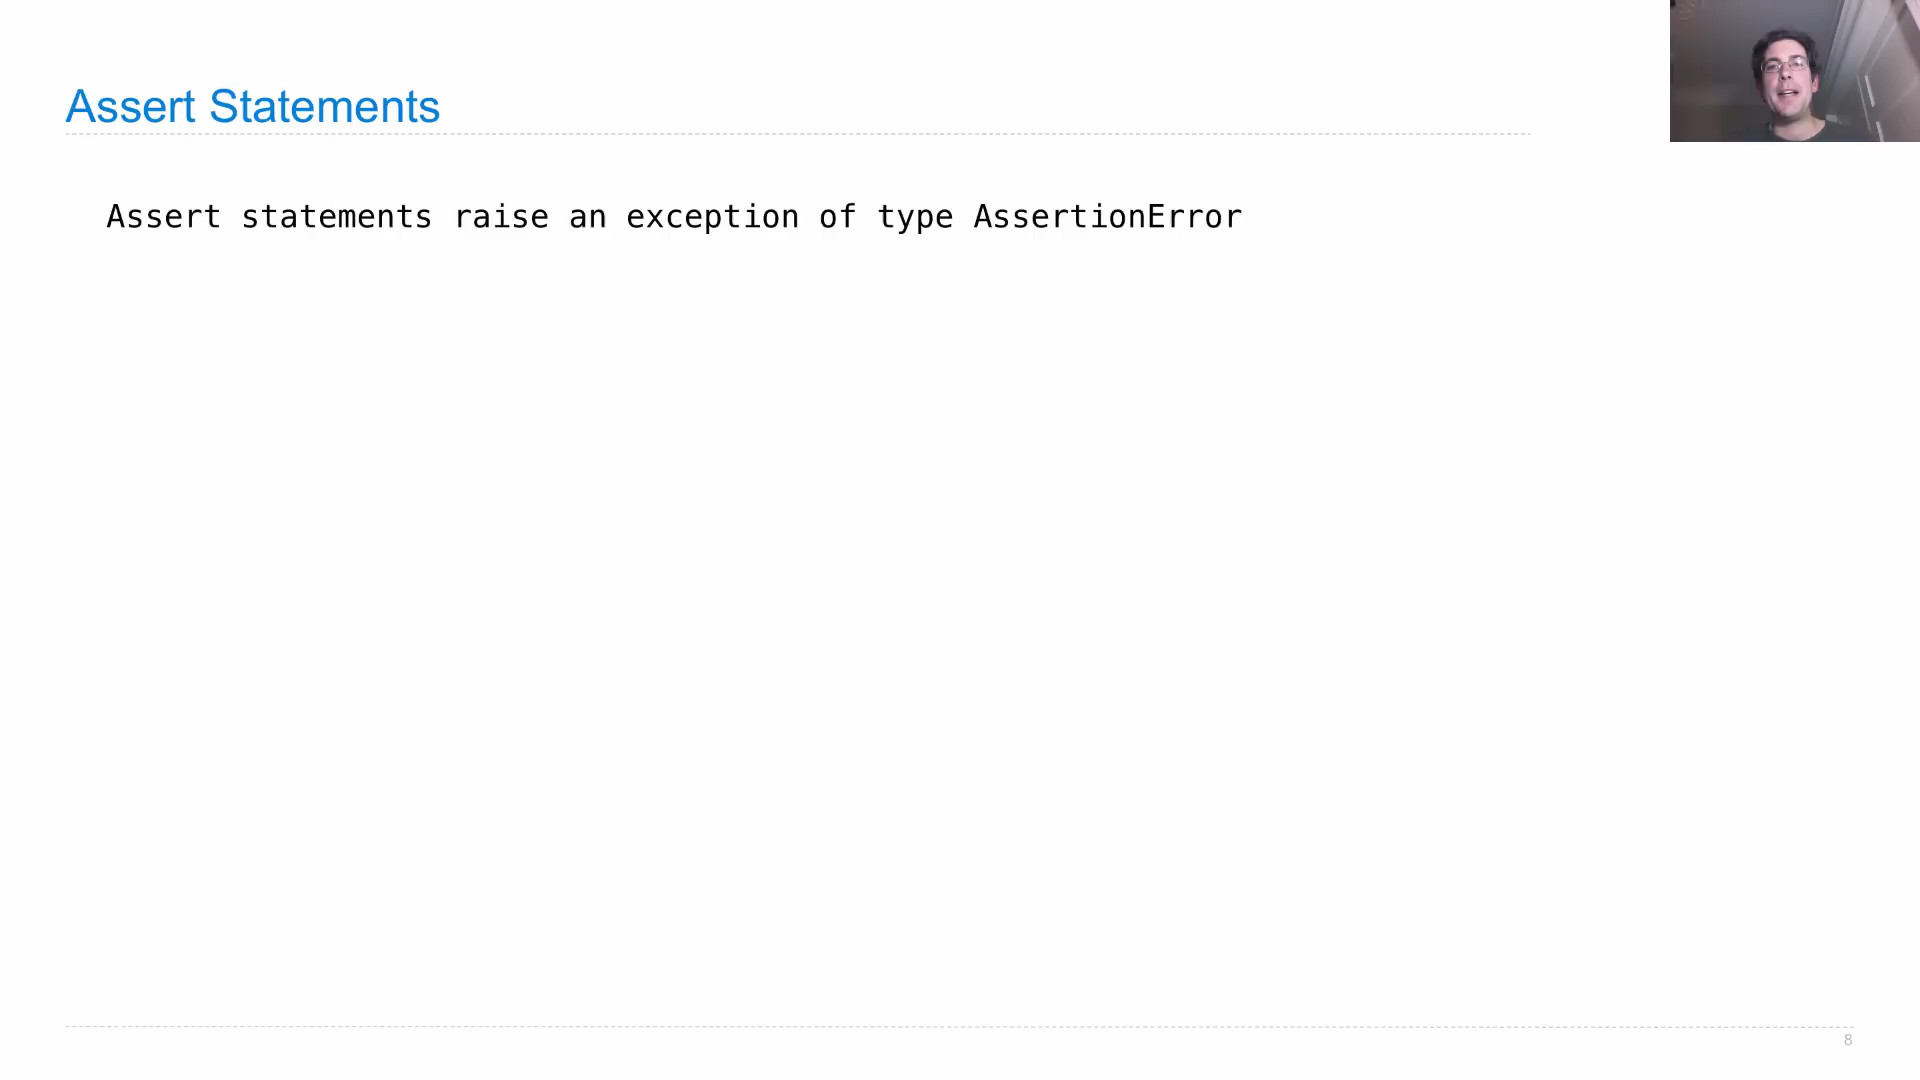 Assert Statements
Assert statements raise an exception of type AssertionError
8